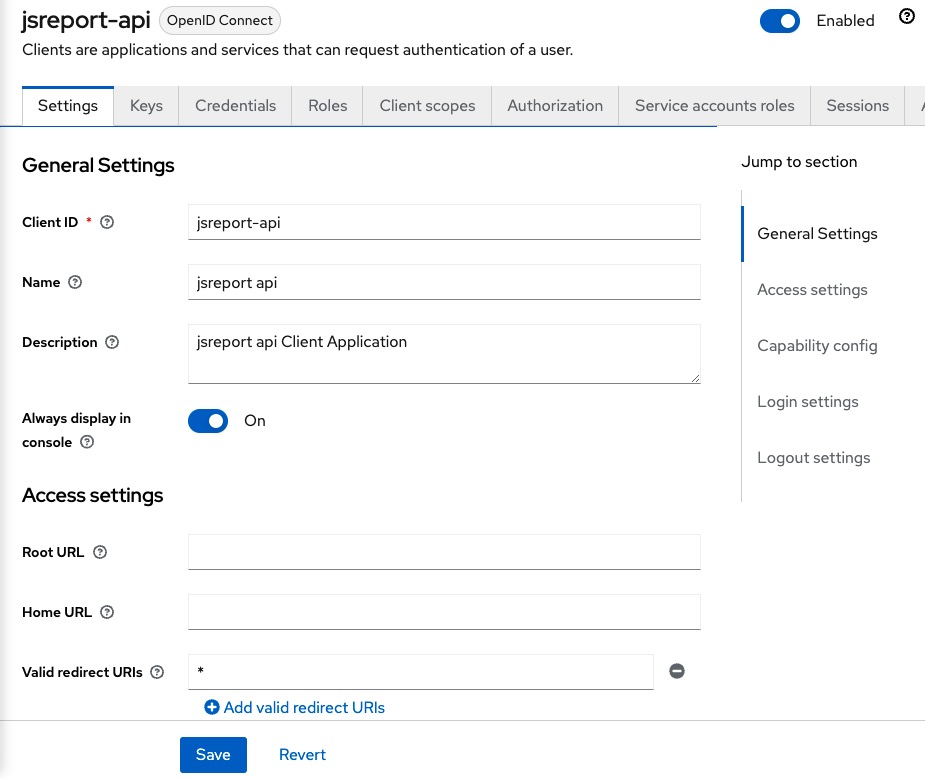 jsreport-api OpenID Connect Enabled
Clients are applications and services that can request authentication of a user.
Settings Keys Credentials Roles Client scopes Authorization Service accounts roles Sessions
General Settings
Jump to section
Client ID * jsreport-api
General Settings
Name jsreport api
Access settings
Description jsreport api Client Application
Capability config
Always display in
console
On
Login settings
Logout settings
Access settings
Root URL
Home URL
Valid redirect URIs *
Add valid redirect URIs
Save Revert